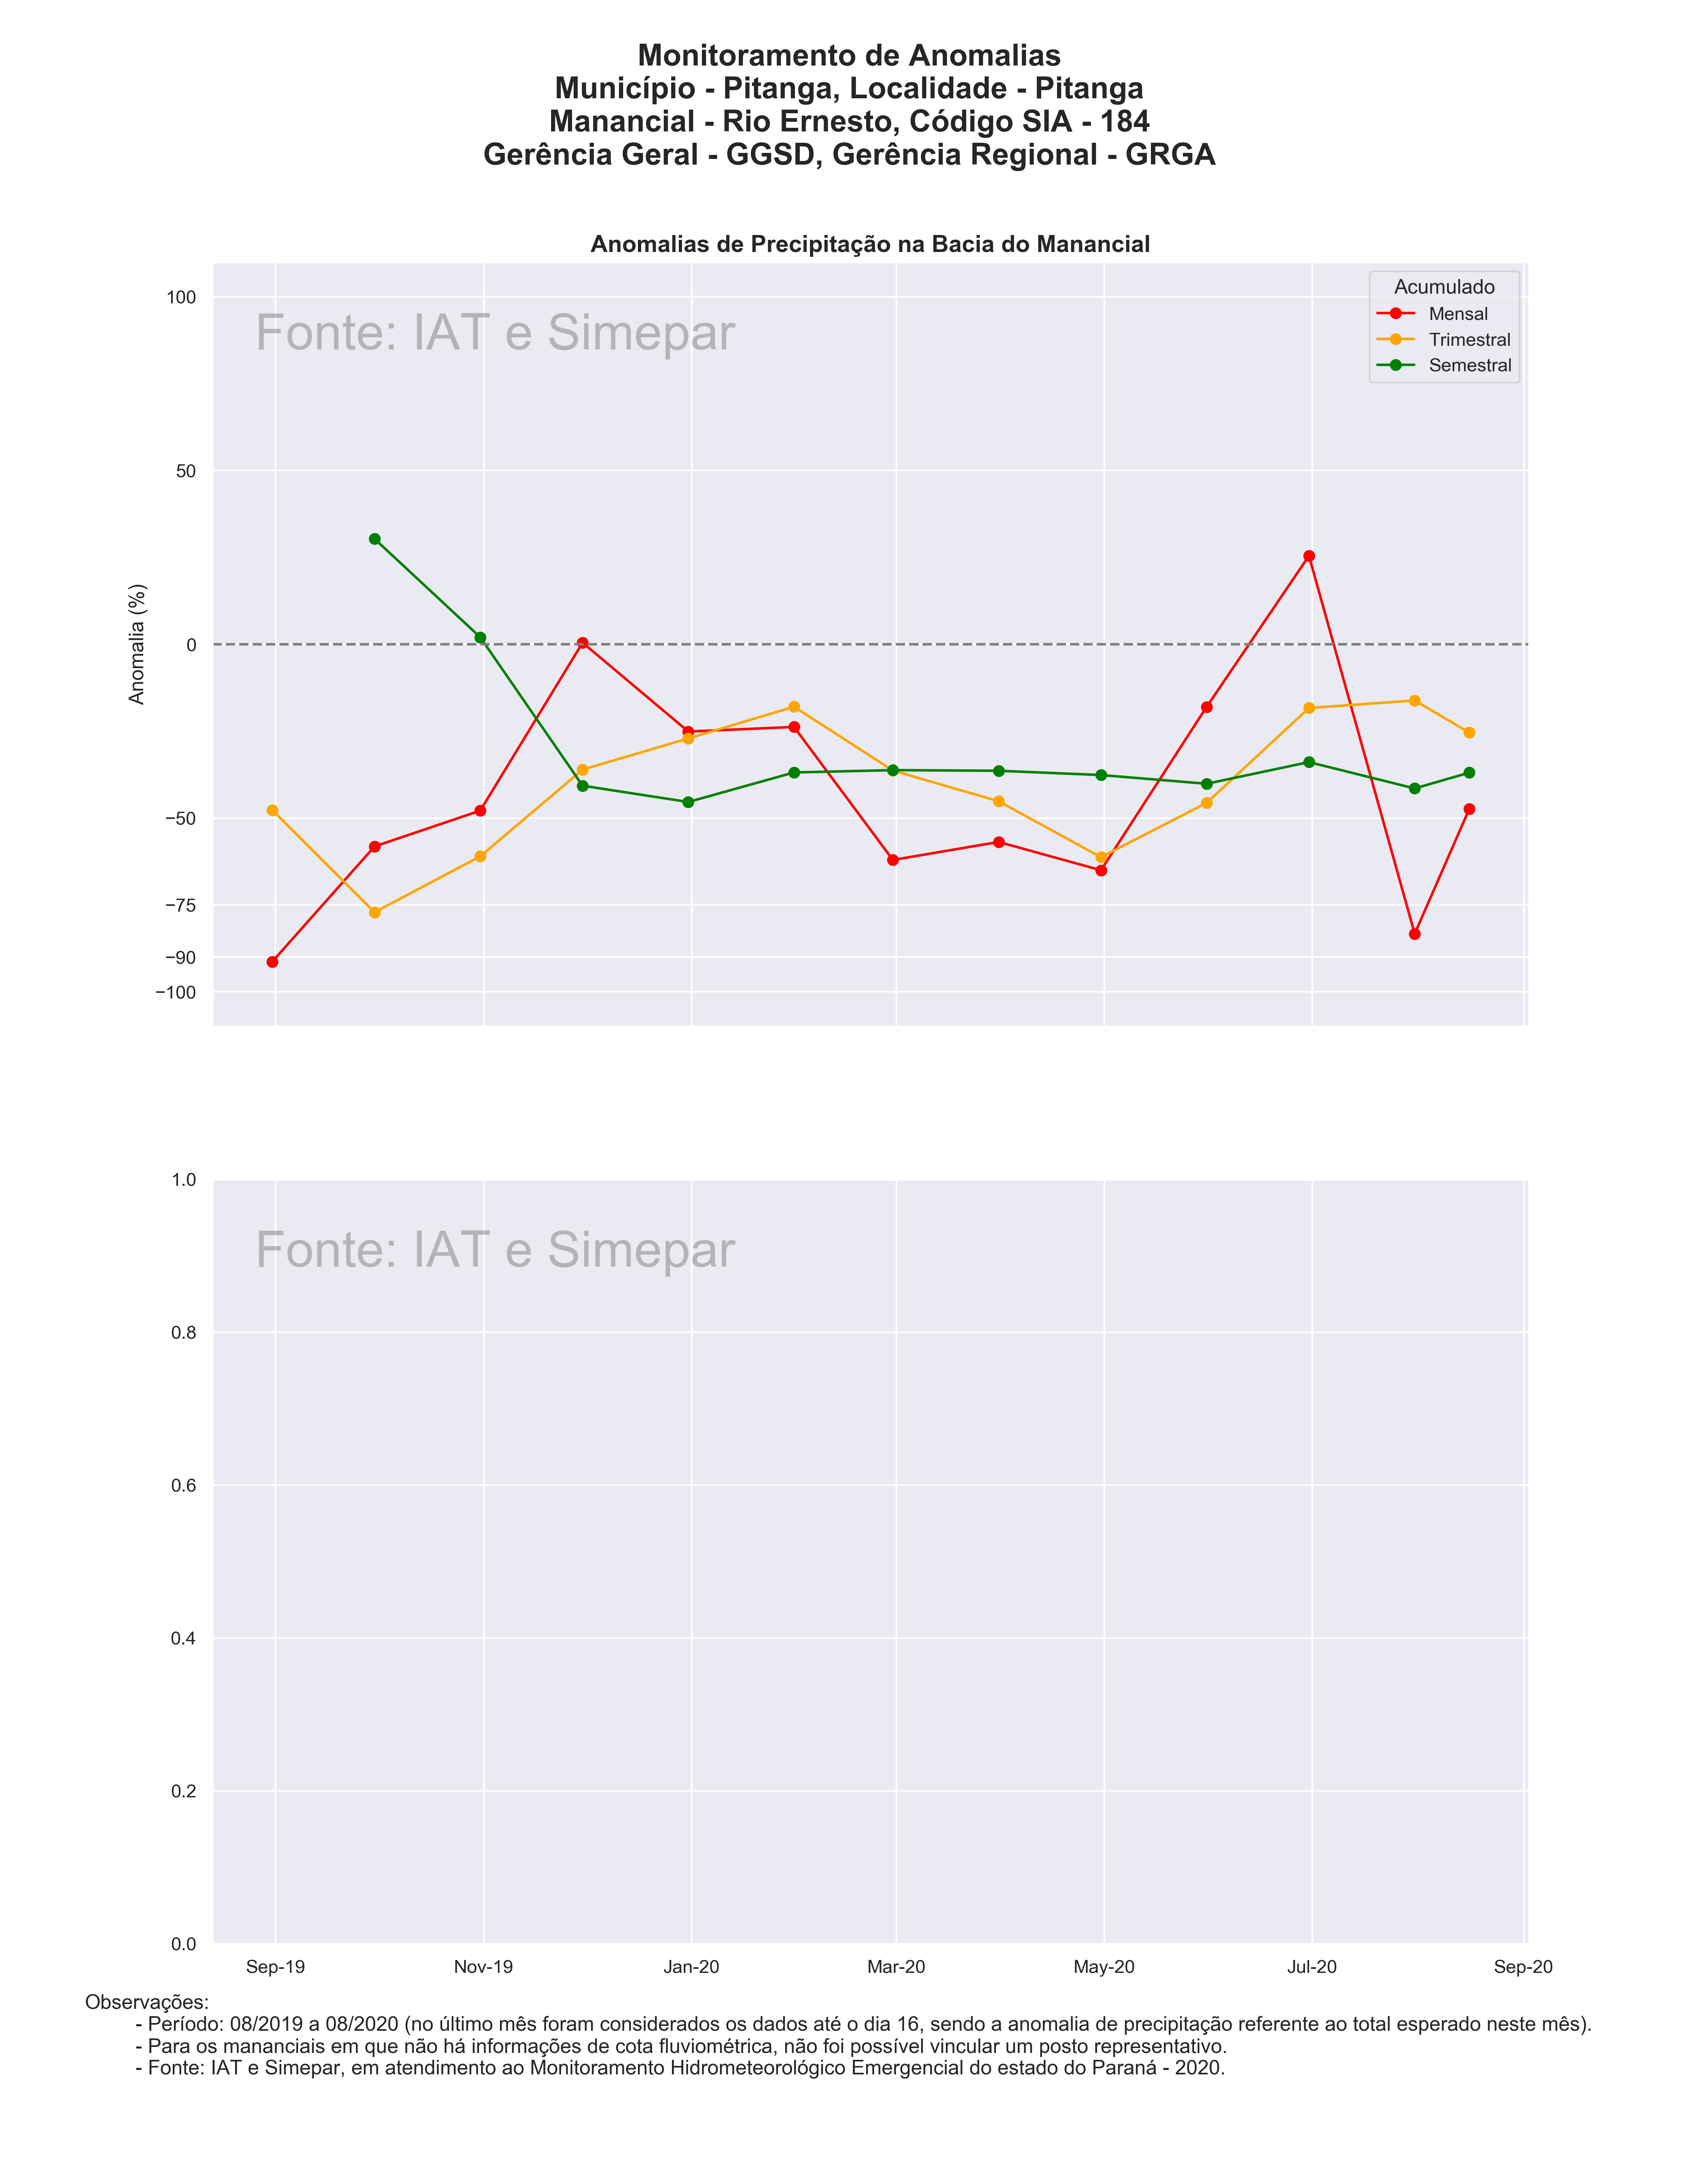 Monitoramento de Anomalias
Município - Pitanga, Localidade - Pitanga
Manancial - Rio Ernesto, Código SIA - 184
Gerência Geral - GGSD, Gerência Regional - GRGA
Anomalias de Precipitação na Bacia do Manancial
Fonte: IAT e Simepar
Acumulado
Mensal
Trimestral
Semestral
Anomalia (%)
100
50
0
−50
−75
−90
−100
Fonte: IAT e Simepar
1.0
0.8
0.6
0.4
0.2
0.0
Sep-19 Nov-19 Jan-20 Mar-20 May-20 Jul-20 Sep-20
Observações:
- Período: 08/2019 a 08/2020 (no último mês foram considerados os dados até o dia 16, sendo a anomalia de precipitação referente ao total esperado neste mês).
- Para os mananciais em que não há informações de cota fluviométrica, não foi possível vincular um posto representativo.
- Fonte: IAT e Simepar, em atendimento ao Monitoramento Hidrometeorológico Emergencial do estado do Paraná - 2020.